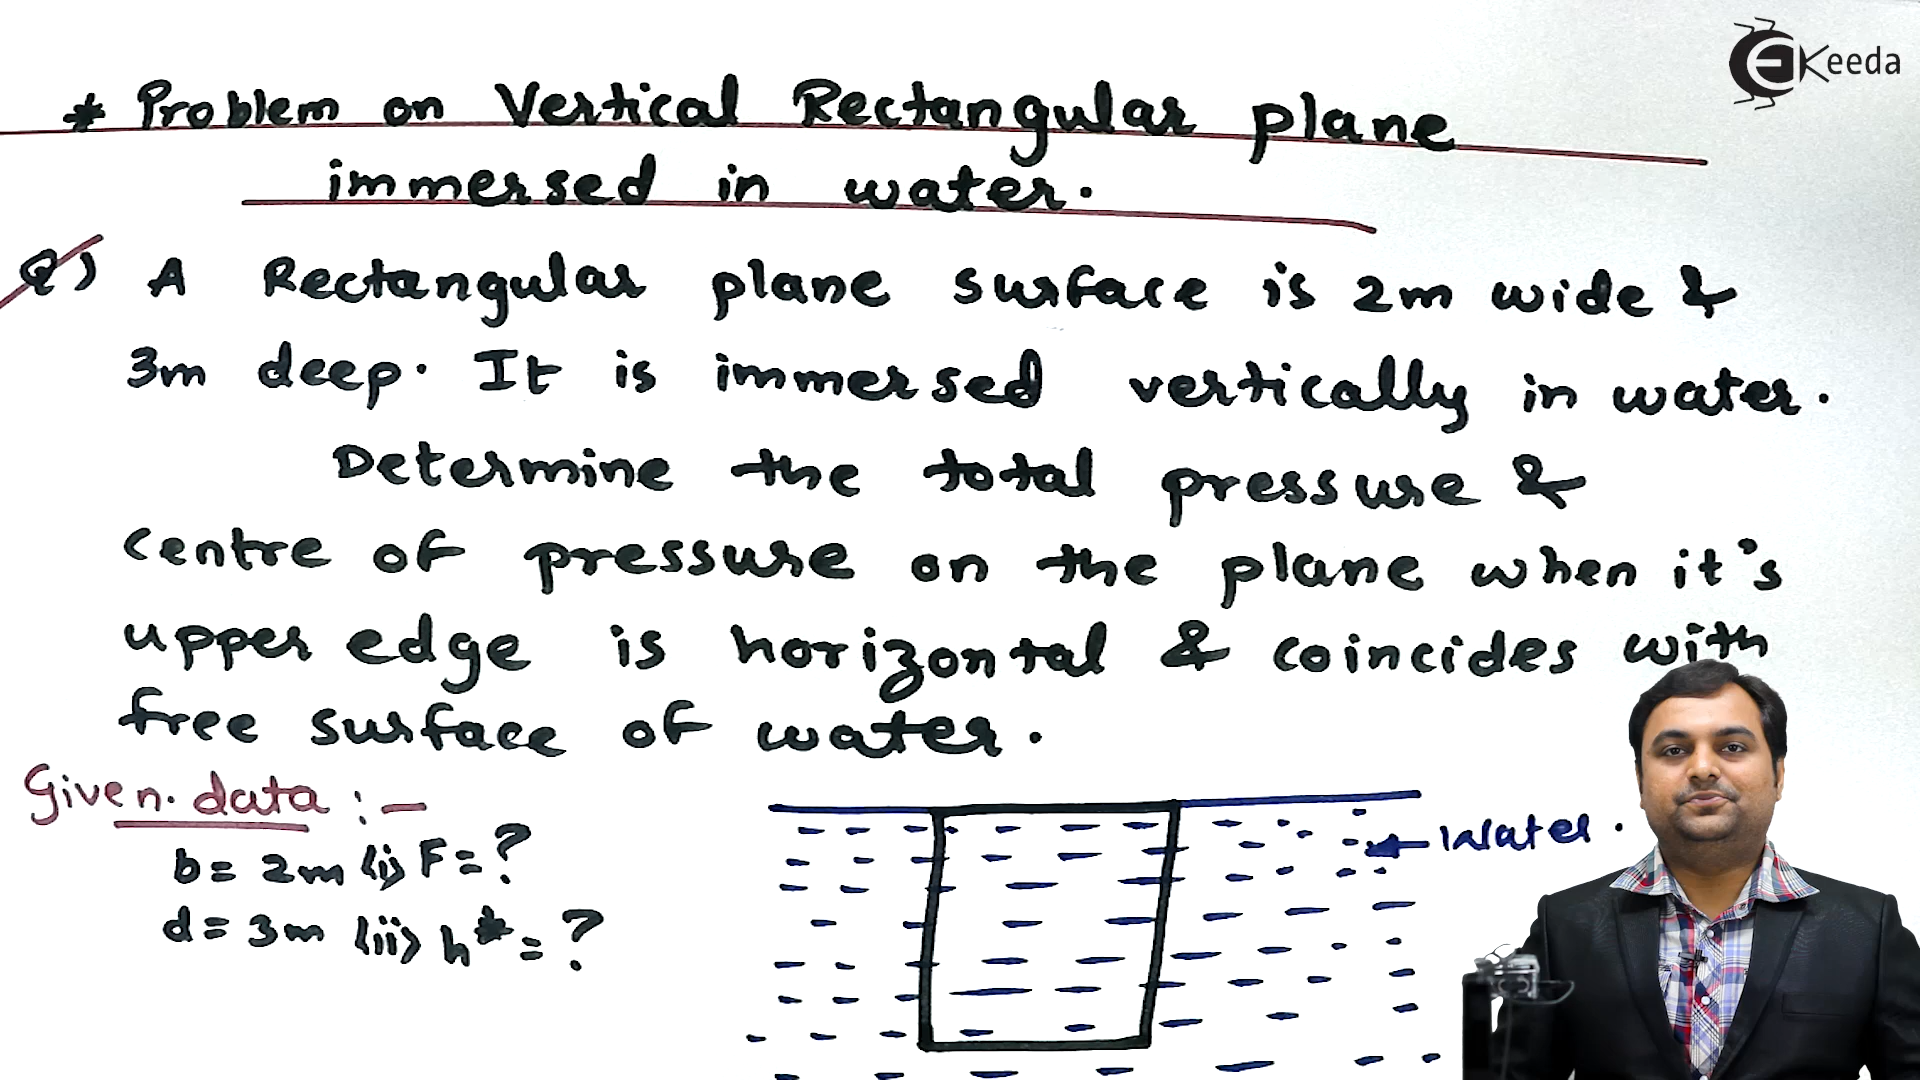 EKeeda
* Problem on Vertical Rectangular plane
immersed in water.
Q) A Rectangular plane surface is 2m wide &
3m deep. It is immersed vertically in water.
Determine the total pressure &
centre of pressure on the plane when it's
upper edge is horizontal & coincides with
free surface of water.
Given data :-
b = 2m (i) F = ?
d = 3m (ii) h* = ?
Water.